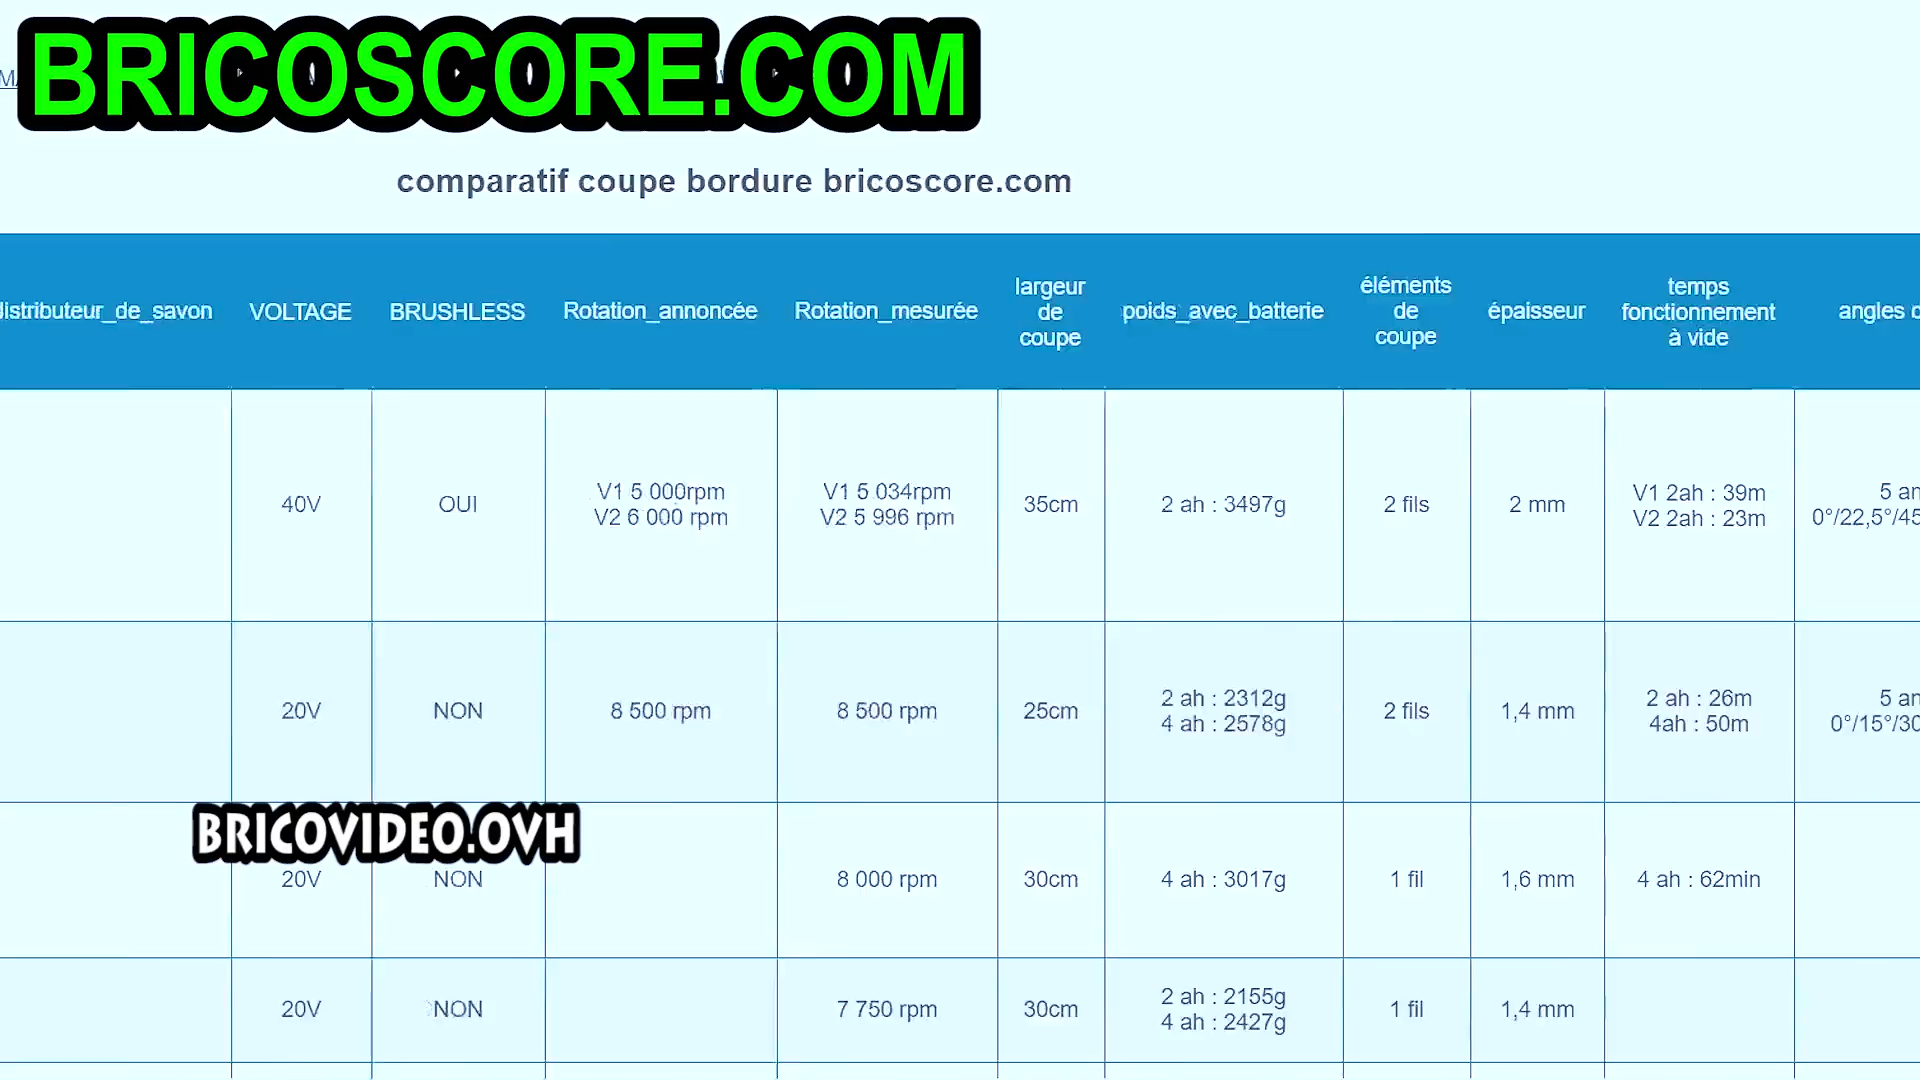 BRICOSCORE.COM
comparatif coupe bordure bricoscore.com
distributeur_de_savon
VOLTAGE
BRUSHLESS
Rotation_annoncée
Rotation_mesurée
largeur
de
coupe
poids_avec_batterie
éléments
de
coupe
épaisseur
temps
fonctionnement
à vide
angles
40V
OUI
V1 5 000rpm
V2 6 000 rpm
V1 5 034rpm
V2 5 996 rpm
35cm
2 ah : 3497g
2 fils
2 mm
V1 2ah : 39m
V2 2ah : 23m
5 an
0°/22,5°/45
20V
NON
8 500 rpm
8 500 rpm
25cm
2 ah : 2312g
4 ah : 2578g
2 fils
1,4 mm
2 ah : 26m
4ah : 50m
5 an
0°/15°/30
BRICOVIDEO.OVH
20V
NON
8 000 rpm
30cm
4 ah : 3017g
1 fil
1,6 mm
4 ah : 62min
20V
NON
7 750 rpm
30cm
2 ah : 2155g
4 ah : 2427g
1 fil
1,4 mm